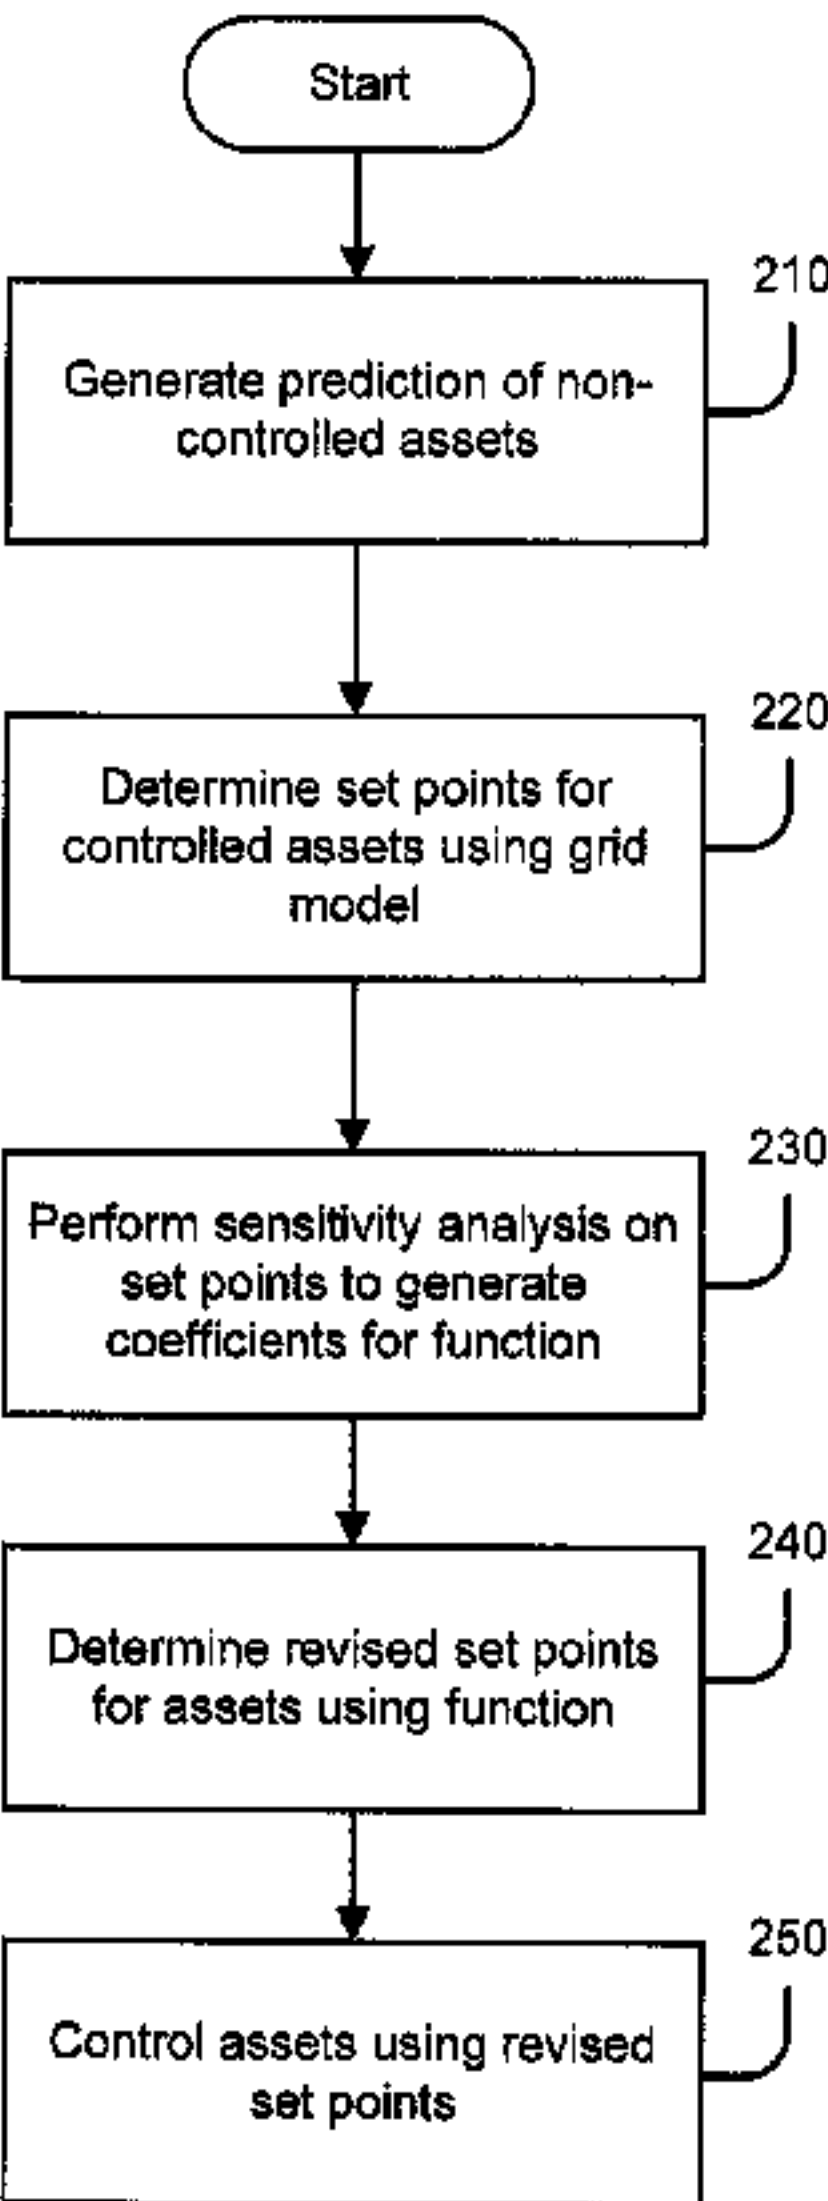 Start
210
Generate prediction of non-
controlled assets
220
Determine set points for
controlled assets using grid
model
230
Perform sensitivity analysis on
set points to generate
coefficients for function
240
Determine revised set points
for assets using function
250
Control assets using revised
set points